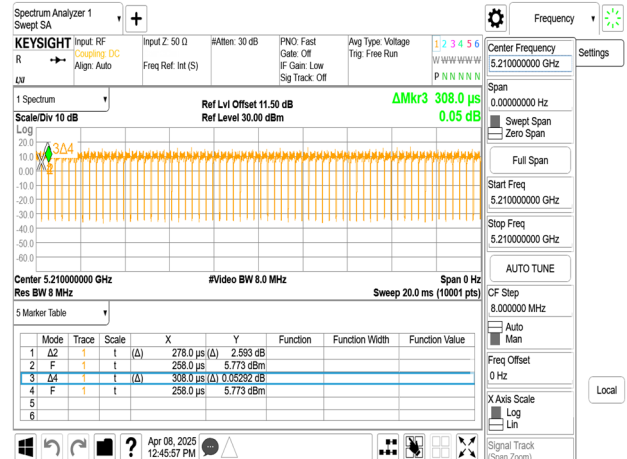 Spectrum Analyzer 1
Swept SA
Frequency
KEYSIGHT
Input: RF
Coupling: DC
Align: Auto
Input Z: 50 Ω
Freq Ref: Int (S)
#Atten: 30 dB
PNO: Fast
Gate: Off
IF Gain: Low
Sig Track: Off
Avg Type: Voltage
Trig: Free Run
1 2 3 4 5 6
W W W W W W
P N N N N N
R
LXI
Center Frequency
5.210000000 GHz
Settings
Span
0.00000000 Hz
Swept Span
Zero Span
Full Span
Start Freq
5.210000000 GHz
Stop Freq
5.210000000 GHz
AUTO TUNE
CF Step
8.000000 MHz
Auto
Man
Freq Offset
0 Hz
X Axis Scale
Log
Lin
Signal Track
(Span Zoom)
Local
1 Spectrum
Scale/Div 10 dB
Ref Lvl Offset 11.50 dB
Ref Level 30.00 dBm
ΔMkr3 308.0 µs
0.05 dB
Log
20.0
10.0
0.00
-10.0
-20.0
-30.0
-40.0
-50.0
-60.0
3Δ4
Center 5.210000000 GHz
Res BW 8 MHz
#Video BW 8.0 MHz
Span 0 Hz
Sweep 20.0 ms (10001 pts)
5 Marker Table
Mode Trace Scale X Y Function Function Width Function Value
1 Δ2 1 t (Δ) 278.0 µs (Δ) 2.593 dB
2 F 1 t 258.0 µs 5.773 dBm
3 Δ4 1 t (Δ) 308.0 µs (Δ) 0.05292 dB
4 F 1 t 258.0 µs 5.773 dBm
5
6
Apr 08, 2025
12:45:57 PM